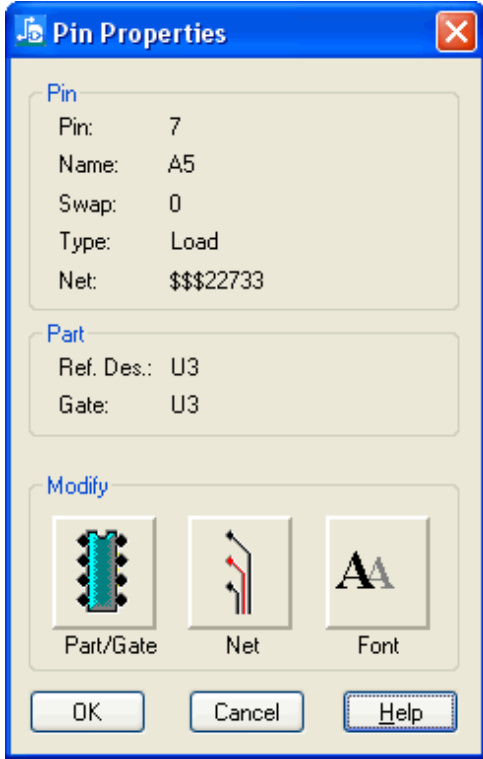 Pin Properties
Pin
Pin: 7
Name: A5
Swap: 0
Type: Load
Net: $$$22733
Part
Ref. Des.: U3
Gate: U3
Modify
Part/Gate Net Font
OK Cancel Help